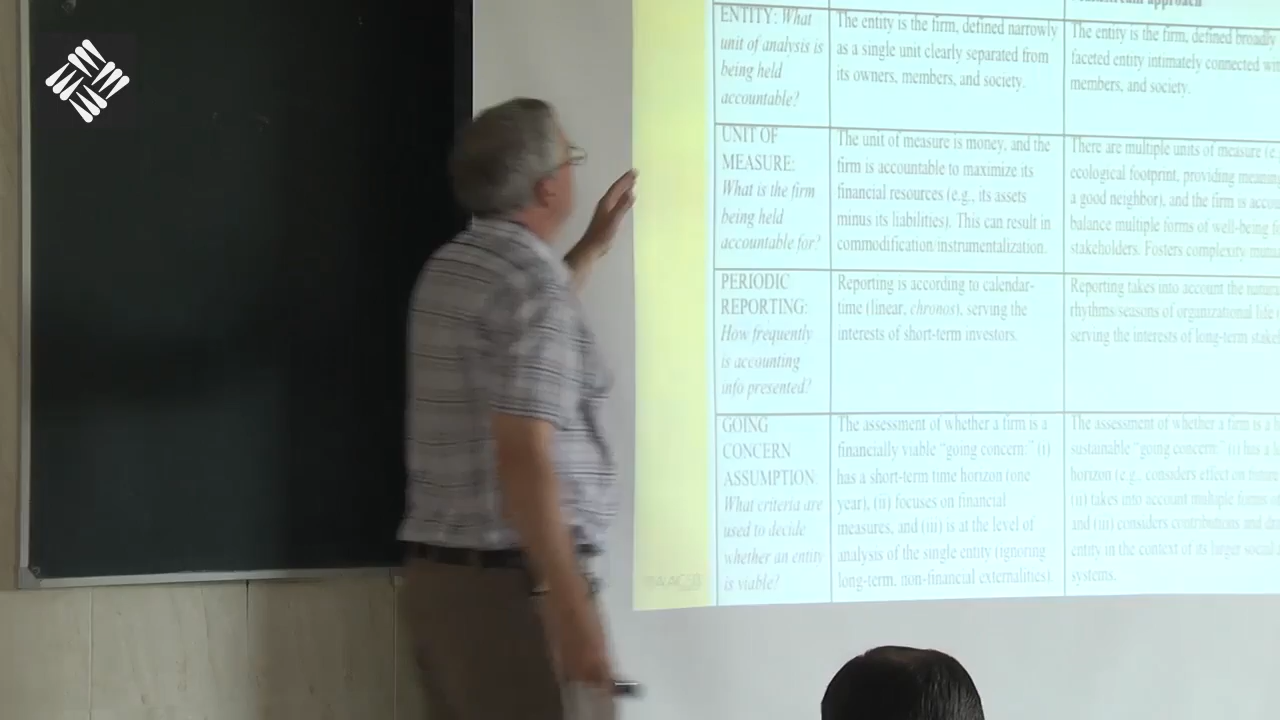 approach
ENTITY: What
unit of analysis is
being held
accountable?
The entity is the firm, defined narrowly
as a single unit clearly separated from
its owners, members, and society.
The entity is the firm, defined broadly
faceted entity intimately connected
members, and society.
UNIT OF
MEASURE:
What is the firm
being held
accountable for?
The unit of measure is money, and the
firm is accountable to maximize its
financial resources (e.g., its assets
minus its liabilities). This can result in
commodification/instrumentalization.
There are multiple units of measure
ecological footprint, providing
a good neighbor), and the firm is
balance multiple forms of well-being
stakeholders. Fosters complexity
PERIODIC
REPORTING:
How frequently
is accounting
info presented?
Reporting is according to calendar-
time (linear, chronos), serving the
interests of short-term investors.
Reporting takes into account the
rhythms/seasons of organizational life
serving the interests of long-term
GOING
CONCERN
ASSUMPTION:
What criteria are
used to decide
whether an entity
is viable?
The assessment of whether a firm is a
financially viable “going concern:” (i)
has a short-term time horizon (one
year), (ii) focuses on financial
measures, and (iii) is at the level of
analysis of the single entity (ignoring
long-term, non-financial externalities).
The assessment of whether a firm is a
sustainable “going concern:” (i) has a
horizon (e.g., considers effect on
(ii) takes into account multiple forms
and (iii) considers contributions and
entity in the context of its larger social
systems.